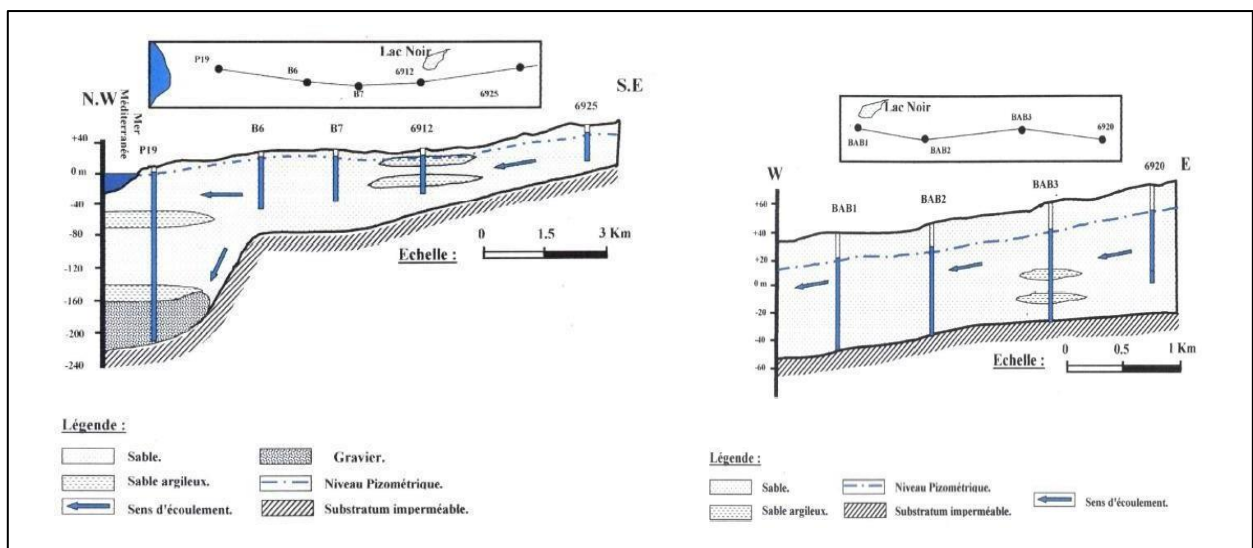 Lac Noir
P19
B6
B7
6912
6925
N.W
S.E
Mer
Méditerranée
P19
B6
B7
6912
6925
+40
0 m
-40
-80
-120
-160
-200
-240
0 1.5 3 Km
Echelle :
Légende :
Sable.
Gravier.
Sable argileux.
Niveau Pizométrique.
Sens d'écoulement.
Substratum imperméable.
Lac Noir
BAB1
BAB2
BAB3
6920
W
E
BAB1
BAB2
BAB3
6920
+60
+40
+20
0 m
-20
-40
-60
0 0.5 1 Km
Echelle :
Légende :
Sable.
Niveau Pizométrique.
Sens d'écoulement.
Sable argileux.
Substratum imperméable.